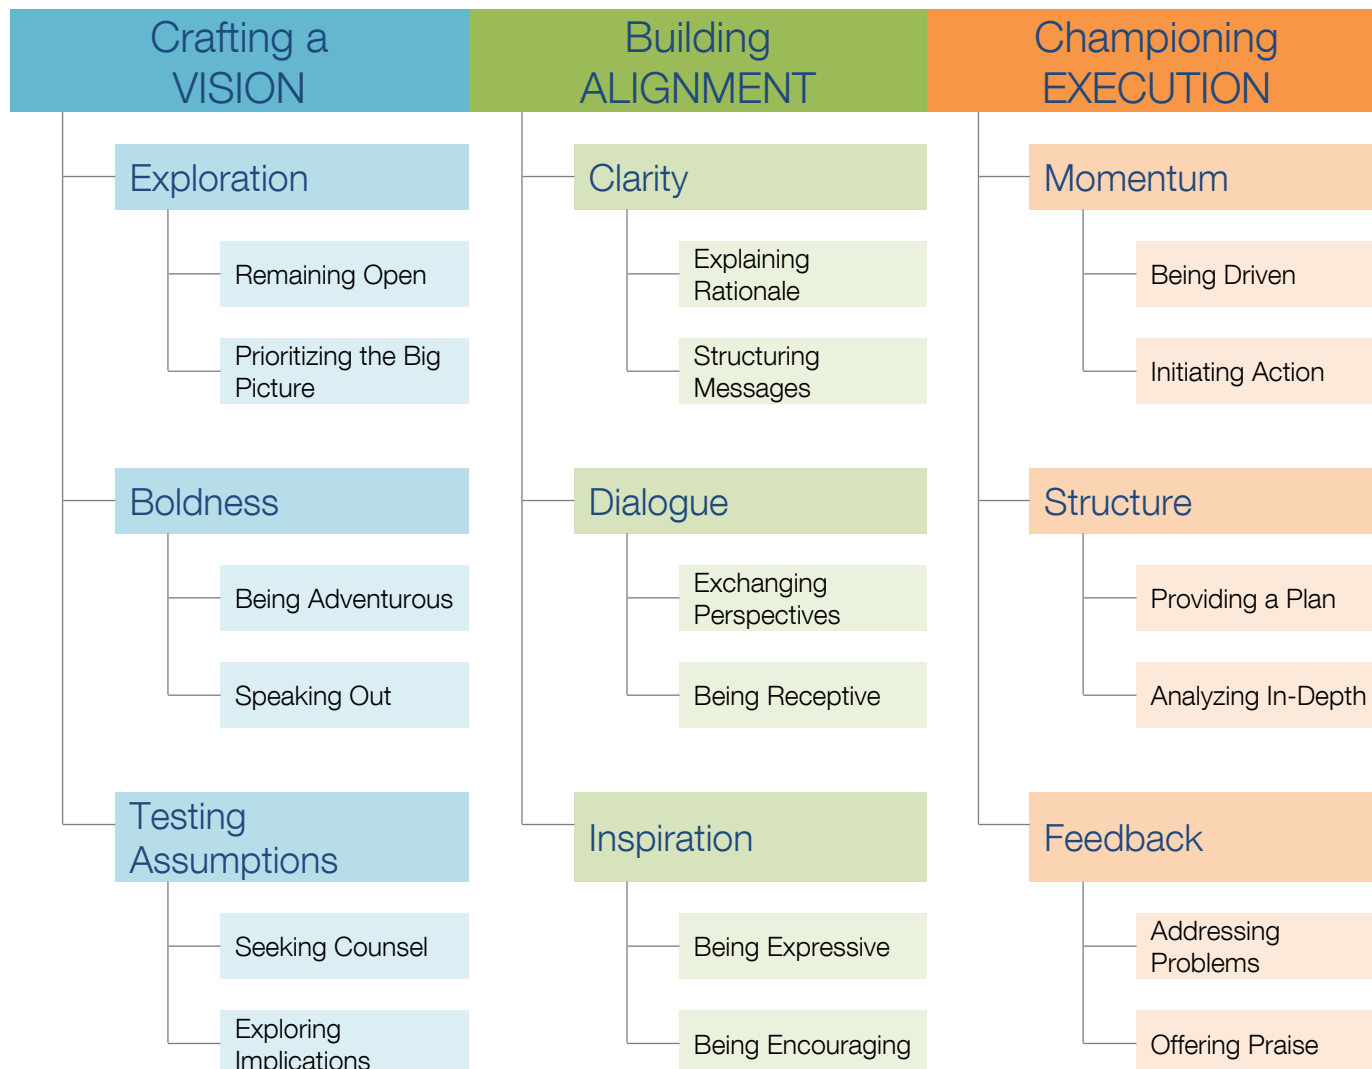 Crafting a
VISION
Exploration
Remaining Open
Prioritizing the Big
Picture
Boldness
Being Adventurous
Speaking Out
Testing
Assumptions
Seeking Counsel
Exploring
Implications
Building
ALIGNMENT
Clarity
Explaining
Rationale
Structuring
Messages
Dialogue
Exchanging
Perspectives
Being Receptive
Inspiration
Being Expressive
Being Encouraging
Championing
EXECUTION
Momentum
Being Driven
Initiating Action
Structure
Providing a Plan
Analyzing In-Depth
Feedback
Addressing
Problems
Offering Praise